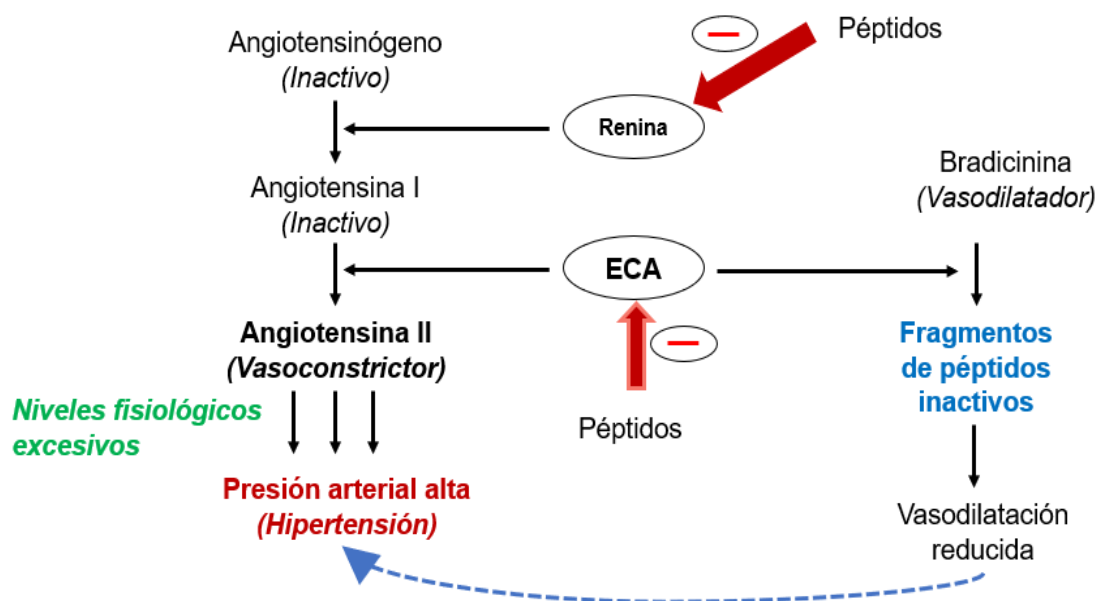 Angiotensinógeno
(Inactivo)
Péptidos
Renina
Angiotensina I
(Inactivo)
Bradicinina
(Vasodilatador)
ECA
Angiotensina II
(Vasoconstrictor)
Fragmentos
de péptidos
inactivos
Niveles fisiológicos
excesivos
Péptidos
Presión arterial alta
(Hipertensión)
Vasodilatación
reducida